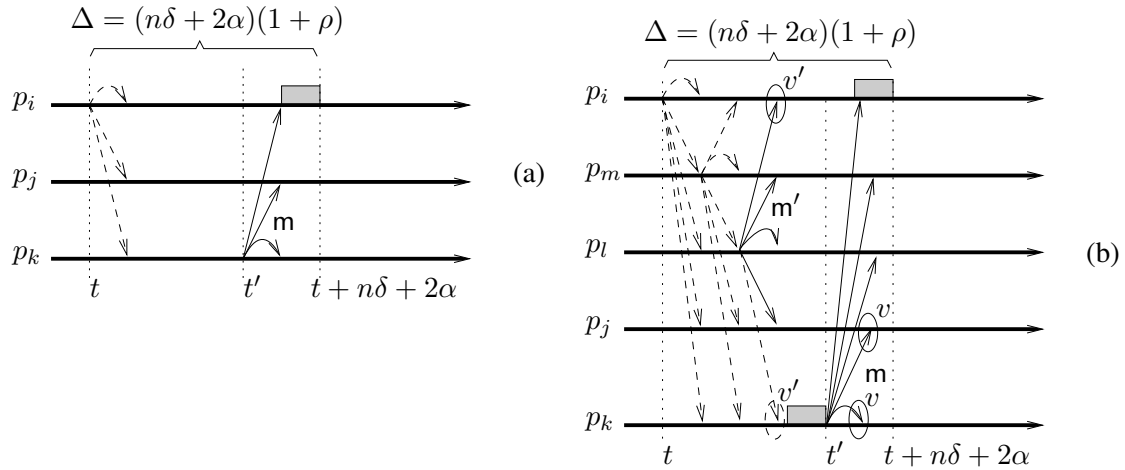 Δ = (nδ + 2α)(1 + ρ)
p_i
p_j
m
p_k
t t′ t + nδ + 2α
(a)
Δ = (nδ + 2α)(1 + ρ)
v′
p_i
p_m
m′
p_l
v
p_j
m
v′ v
p_k
t t′ t + nδ + 2α
(b)